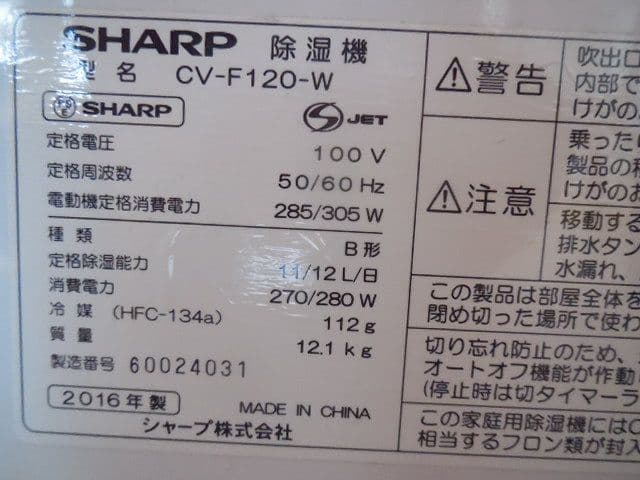 SHARP 除湿機
型名 CV-F120-W
PSE SHARP
S JET
定格電圧 100 V
定格周波数 50/60 Hz
電動機定格消費電力 285/305 W
種類 B形
定格除湿能力 11/12 L/日
消費電力 270/280 W
冷媒 (HFC-134a) 112 g
質量 12.1 kg
製造番号 60024031
2016年製 MADE IN CHINA
シャープ株式会社
警告
吹出口
内部で
けがのお
注意
乗ったり
製品の種
けがのお
移動する
排水タン
水漏れ、
この製品は部屋全体を
閉め切った場所で使わ
切り忘れ防止のため、
オートオフ機能が作動
(停止時は切タイマーラ
この家庭用除湿機にはC
相当するフロン類が封入